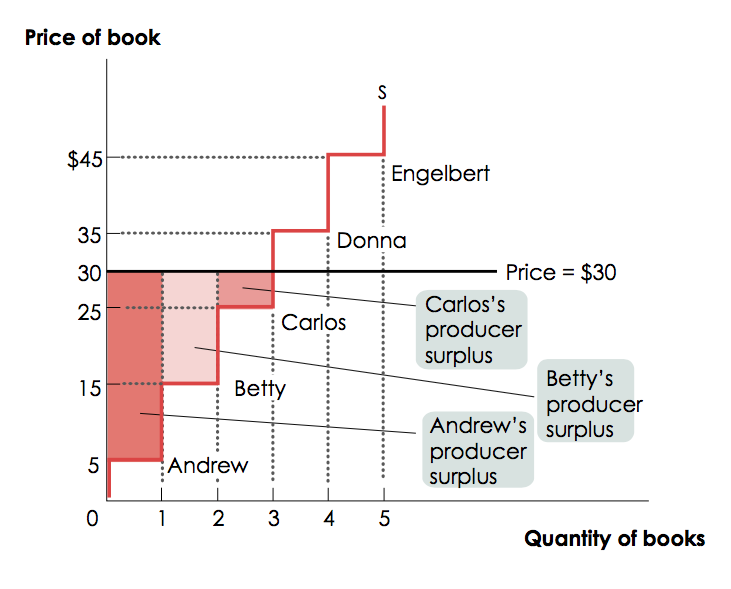 Price of book
S
$45
Engelbert
35
Donna
30
Price = $30
25
Carlos
Carlos's
producer
surplus
15
Betty
Betty's
producer
surplus
Andrew's
producer
surplus
5
Andrew
0 1 2 3 4 5
Quantity of books